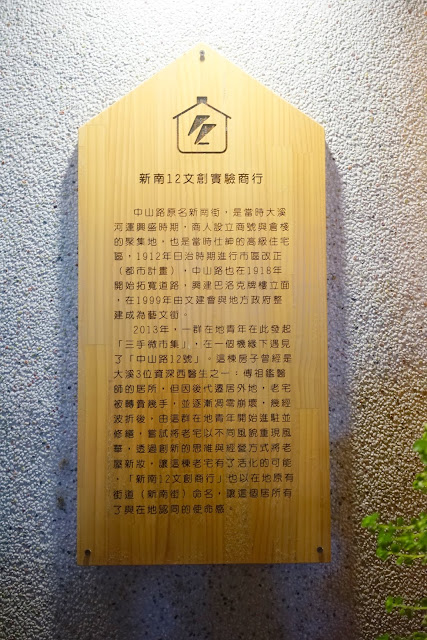 新南12文創實驗商行
中山路原名新南街，是當時大溪
河運興盛時期，商人設立商號與倉棧
的聚集地，也是當時仕紳的高級住宅
區，1912年日治時期進行市區改正
（都市計畫），中山路也在1918年
開始拓寬道路，興建巴洛克牌樓立面
，在1999年由文建會與地方政府整
建成為藝文街。
2013年，一群在地青年在此發起
「三手微市集」，在一個機緣下遇見
了「中山路12號」。這棟房子曾經是
大溪3位資深西醫生之一：傅祖鑑醫
師的居所，但因後代遷居外地，老宅
被轉賣幾手，並逐漸凋零崩壞，幾經
波折後，由這群在地青年開始進駐並
修繕，嘗試將老宅以不同風貌重現風
華，透過創新的思維與經營方式將老
屋新妝，讓這棟老宅有了活化的可能
，「新南12文創商行」也以在地原有
街道（新南街）命名，讓這個居所有
了與在地認同的使命感。